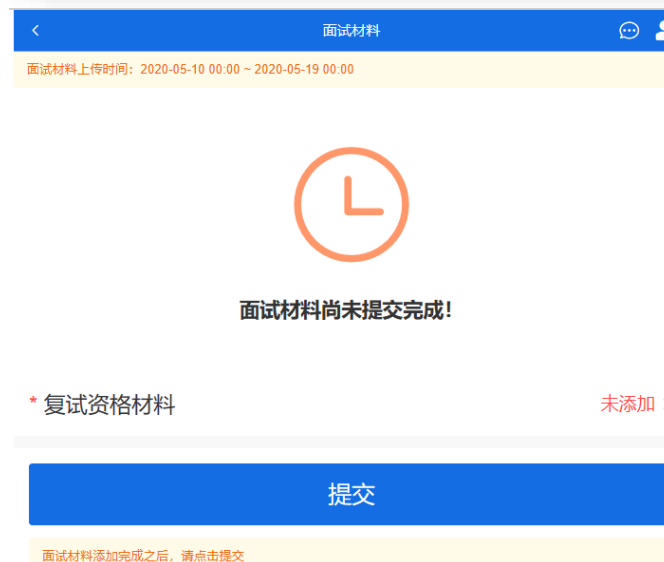 面试材料
面试材料上传时间：2020-05-10 00:00 ~ 2020-05-19 00:00
面试材料尚未提交完成！
* 复试资格材料
未添加
提交
面试材料添加完成之后，请点击提交